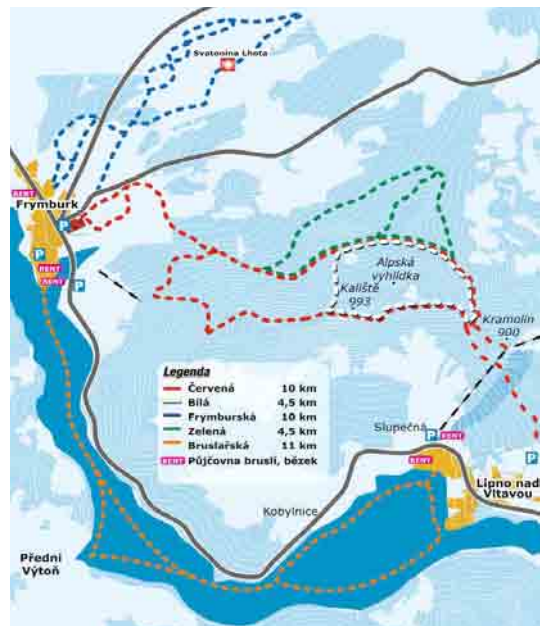 Svatonina Lhota
RENT
Frymburk
P
P
RENT
RENT
P
Alpská
vyhlídka
Kaliště
993
Kramolín
900
Legenda
Červená 10 km
Bílá 4,5 km
Frymburská 10 km
Zelená 4,5 km
Bruslařská 11 km
RENT Půjčovna bruslí, bězek
Slupečná
P
RENT
RENT
P
Lipno nad
Vltavou
Kobylnice
Přední
Výtoň